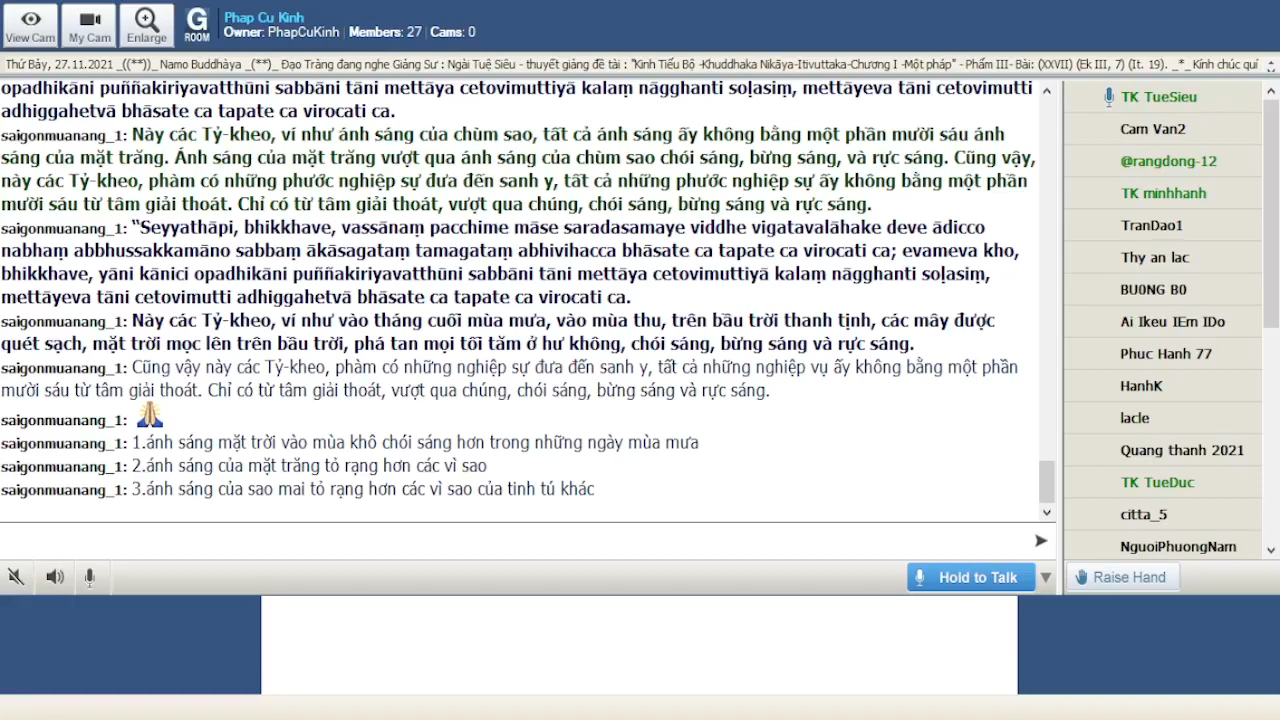 View Cam
My Cam
Enlarge
G
ROOM
Phap Cu Kinh
Owner: PhapCuKinh | Members: 27 | Cams: 0
Thứ Bảy, 27.11.2021 _((**))_ Namo Buddhàya _(**)_ Đạo Tràng đang nghe Giảng Sư : Ngài Tuệ Siêu - thuyết giảng đề tài : "Kinh Tiểu Bộ -Khuddhaka Nikāya-Itivuttaka-Chương I -Một pháp" - Phẩm III- Bài: (XXVII) (Ek III, 7) (It. 19). _*_ Kính chúc quí
opadhikāni puññakiriyavatthūni sabbāni tāni mettāya cetovimuttiyā kalaṃ nāgghanti soḷasiṃ, mettāyeva tāni cetovimutti
adhiggahetvā bhāsate ca tapate ca virocati ca.
saigonmuanang_1: Này các Tỷ-kheo, ví như ánh sáng của chùm sao, tất cả ánh sáng ấy không bằng một phần mười sáu ánh
sáng của mặt trăng. Ánh sáng của mặt trăng vượt qua ánh sáng của chùm sao chói sáng, bừng sáng, và rực sáng. Cũng vậy,
này các Tỷ-kheo, phàm có những phước nghiệp sự đưa đến sanh y, tất cả những phước nghiệp sự ấy không bằng một phần
mười sáu từ tâm giải thoát. Chỉ có từ tâm giải thoát, vượt qua chúng, chói sáng, bừng sáng và rực sáng.
saigonmuanang_1: “Seyyathāpi, bhikkhave, vassānaṃ pacchime māse saradasamaye viddhe vigatavalāhake deve ādicco
nabhaṃ abbhussakkamāno sabbaṃ ākāsagataṃ tamagataṃ abhivihacca bhāsate ca tapate ca virocati ca; evameva kho,
bhikkhave, yāni kānici opadhikāni puññakiriyavatthūni sabbāni tāni mettāya cetovimuttiyā kalaṃ nāgghanti soḷasiṃ,
mettāyeva tāni cetovimutti adhiggahetvā bhāsate ca tapate ca virocati ca.
saigonmuanang_1: Này các Tỷ-kheo, ví như vào tháng cuối mùa mưa, vào mùa thu, trên bầu trời thanh tịnh, các mây được
quét sạch, mặt trời mọc lên trên bầu trời, phá tan mọi tối tăm ở hư không, chói sáng, bừng sáng và rực sáng.
saigonmuanang_1: Cũng vậy này các Tỷ-kheo, phàm có những nghiệp sự đưa đến sanh y, tất cả những nghiệp vụ ấy không bằng một phần
mười sáu từ tâm giải thoát. Chỉ có từ tâm giải thoát, vượt qua chúng, chói sáng, bừng sáng và rực sáng.
saigonmuanang_1:
saigonmuanang_1: 1.ánh sáng mặt trời vào mùa khô chói sáng hơn trong những ngày mùa mưa
saigonmuanang_1: 2.ánh sáng của mặt trăng tỏ rạng hơn các vì sao
saigonmuanang_1: 3.ánh sáng của sao mai tỏ rạng hơn các vì sao của tinh tú khác
Hold to Talk
TK TueSieu
Cam Van2
@rangdong-12
TK minhhanh
TranDao1
Thy an lac
BU0NG B0
Ai Ikeu IEm IDo
Phuc Hanh 77
HanhK
lacle
Quang thanh 2021
TK TueDuc
citta_5
NguoiPhuongNam
Raise Hand